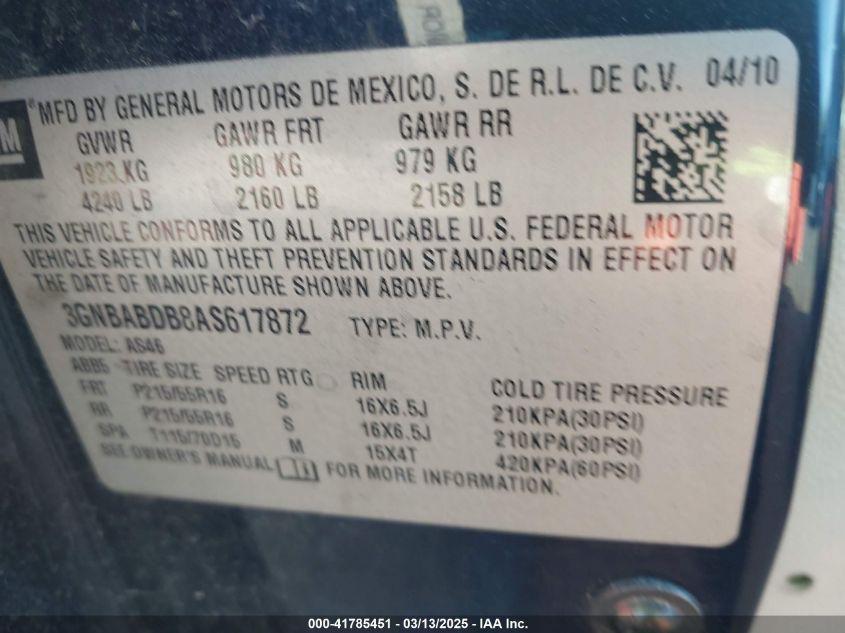 MFD BY GENERAL MOTORS DE MEXICO, S. DE R.L. DE C.V. 04/10
GVWR GAWR FRT GAWR RR
1923 KG 980 KG 979 KG
4240 LB 2160 LB 2158 LB
THIS VEHICLE CONFORMS TO ALL APPLICABLE U.S. FEDERAL MOTOR
VEHICLE SAFETY AND THEFT PREVENTION STANDARDS IN EFFECT ON
THE DATE OF MANUFACTURE SHOWN ABOVE.
3GNBABDB8AS617872 TYPE: M.P.V.
MODEL: AS46
ABB5 TIRE SIZE SPEED RTG RIM COLD TIRE PRESSURE
FRT P215/55R16 S 16X6.5J 210KPA(30PSI)
RR P215/55R16 S 16X6.5J 210KPA(30PSI)
SPA T115/70D15 M 15X4T 420KPA(60PSI)
SEE OWNER'S MANUAL FOR MORE INFORMATION.
000-41785451 - 03/13/2025 - IAA Inc.